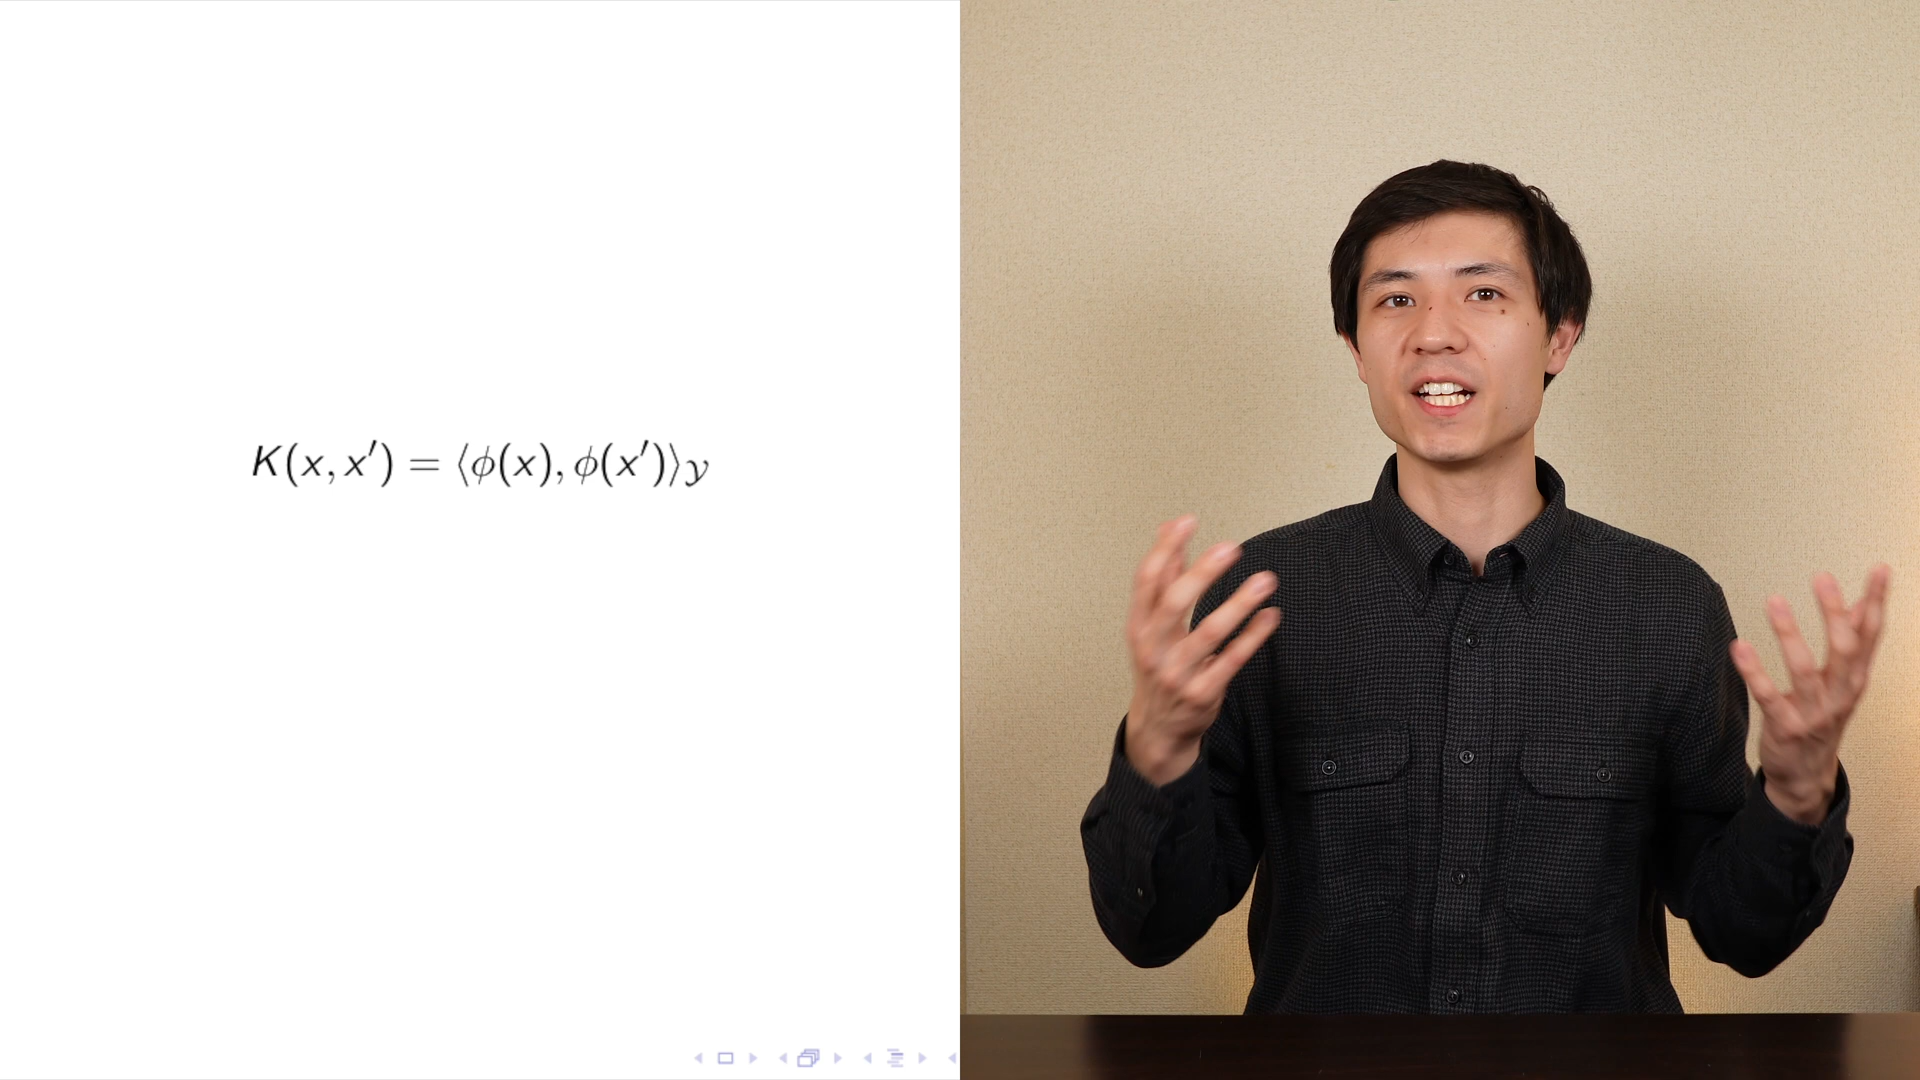 K(x, x′) = ⟨ϕ(x), ϕ(x′)⟩𝒴